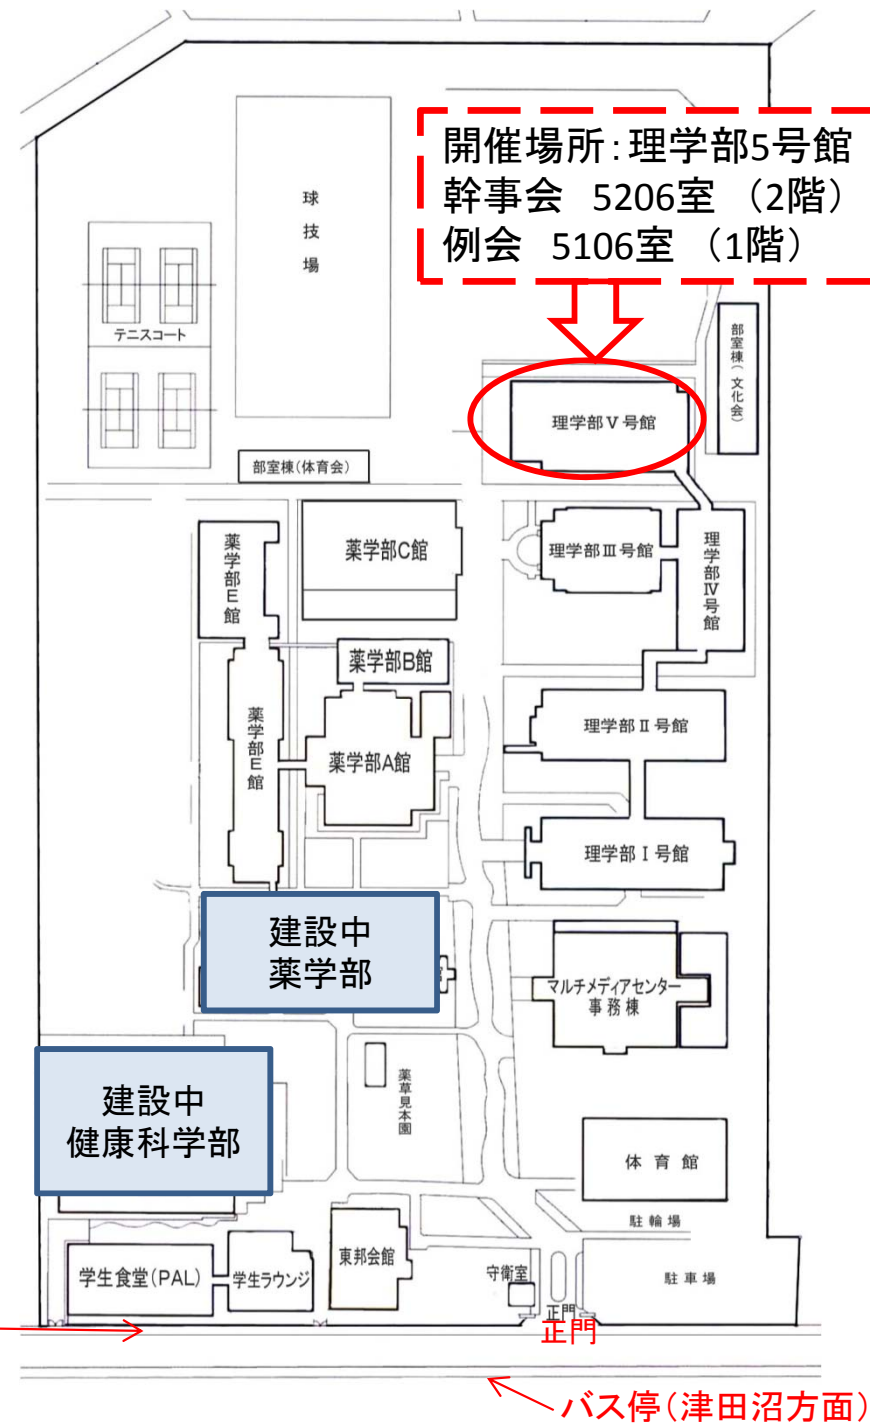 開催場所：理学部5号館
幹事会　5206室　（2階）
例会　5106室　（1階）
球技場
テニスコート
部室棟（文化会）
理学部Ⅴ号館
部室棟（体育会）
薬学部E館
薬学部C館
理学部Ⅲ号館
理学部Ⅳ号館
薬学部B館
薬学部E館
薬学部A館
理学部Ⅱ号館
理学部Ⅰ号館
建設中
薬学部
マルチメディアセンター
事務棟
建設中
健康科学部
薬草見本園
体育館
駐輪場
学生食堂（PAL）
学生ラウンジ
東邦会館
守衛室
駐車場
正門
正門
バス停（津田沼方面）